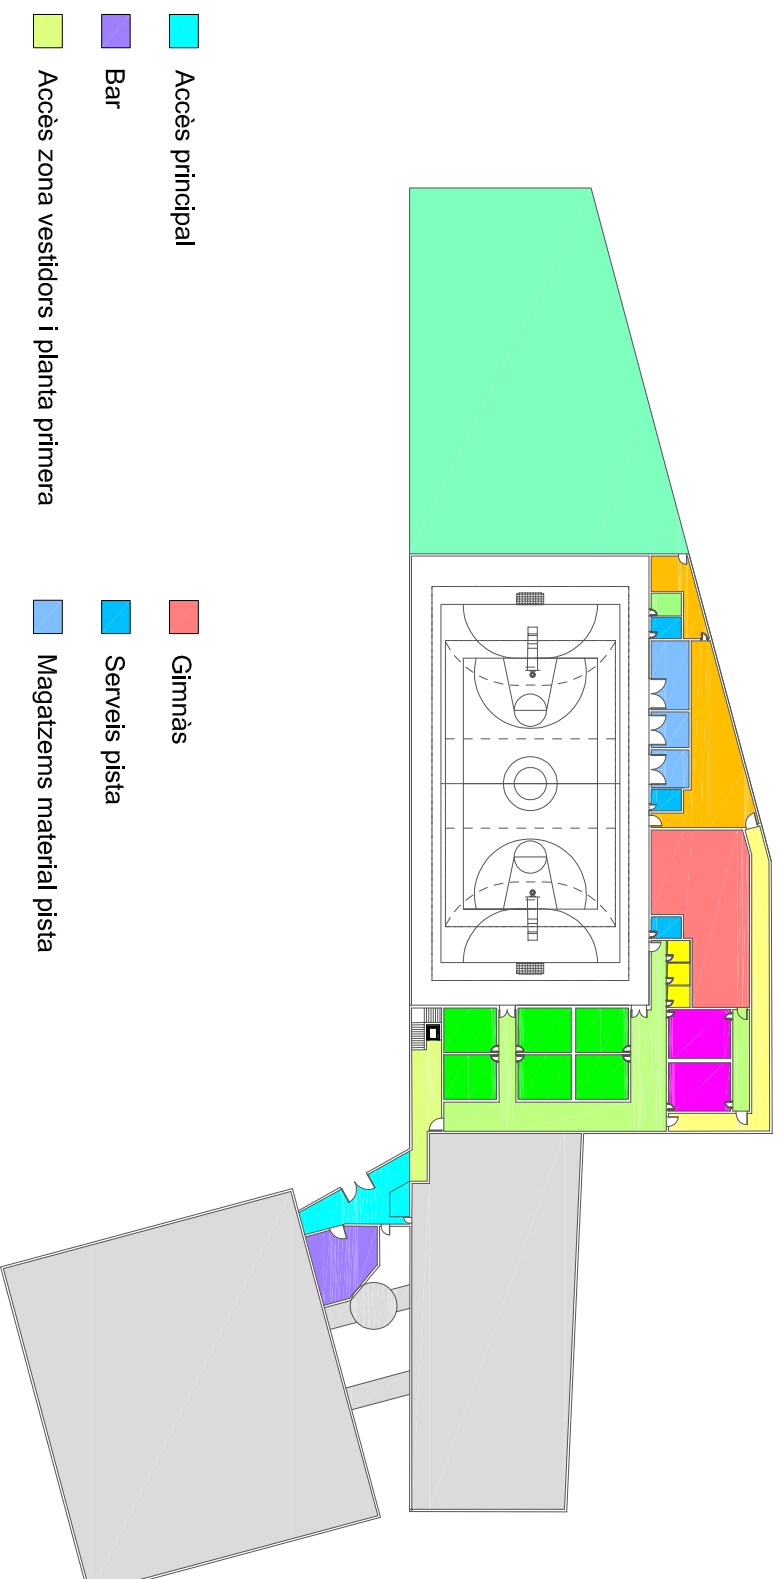 Accès principal
Bar
Accès zona vestidors i planta primera
Gimnàs
Serveis pista
Magatzems material pista